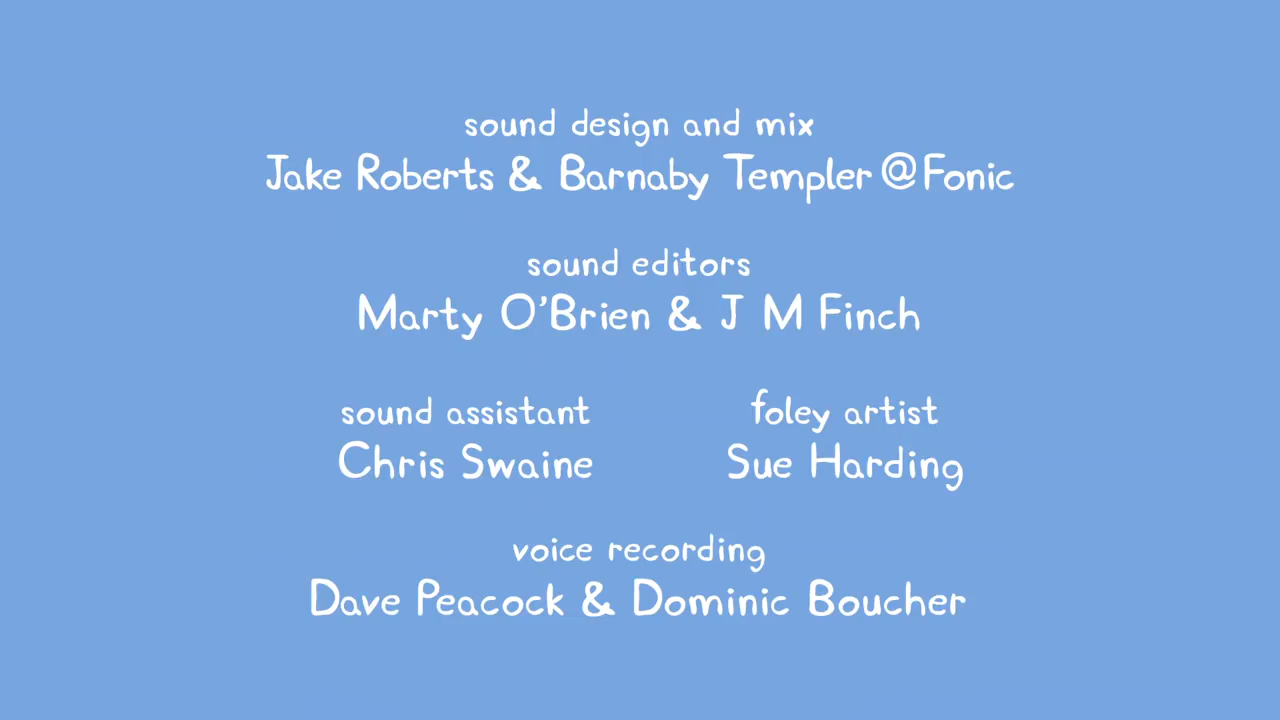 sound design and mix
Jake Roberts & Barnaby Templer @ Fonic
sound editors
Marty O'Brien & J M Finch
sound assistant
Chris Swaine
foley artist
Sue Harding
voice recording
Dave Peacock & Dominic Boucher